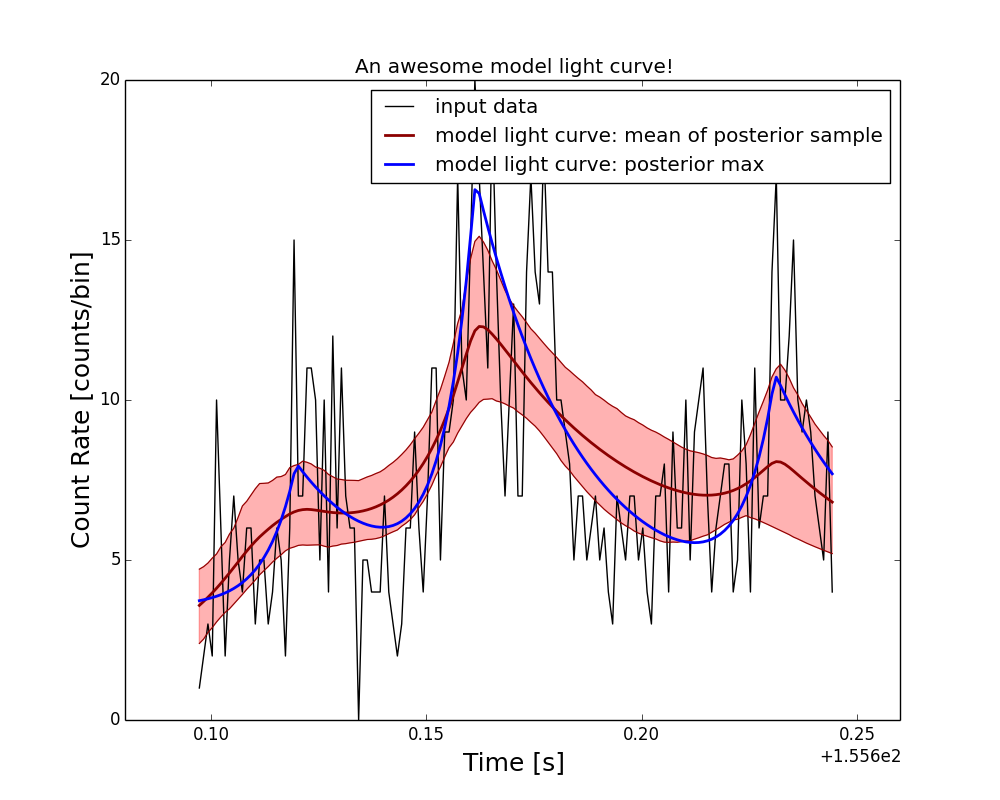 An awesome model light curve!
input data
model light curve: mean of posterior sample
model light curve: posterior max
Count Rate [counts/bin]
20
15
10
5
0
0.10 0.15 0.20 0.25
+1.556e2
Time [s]